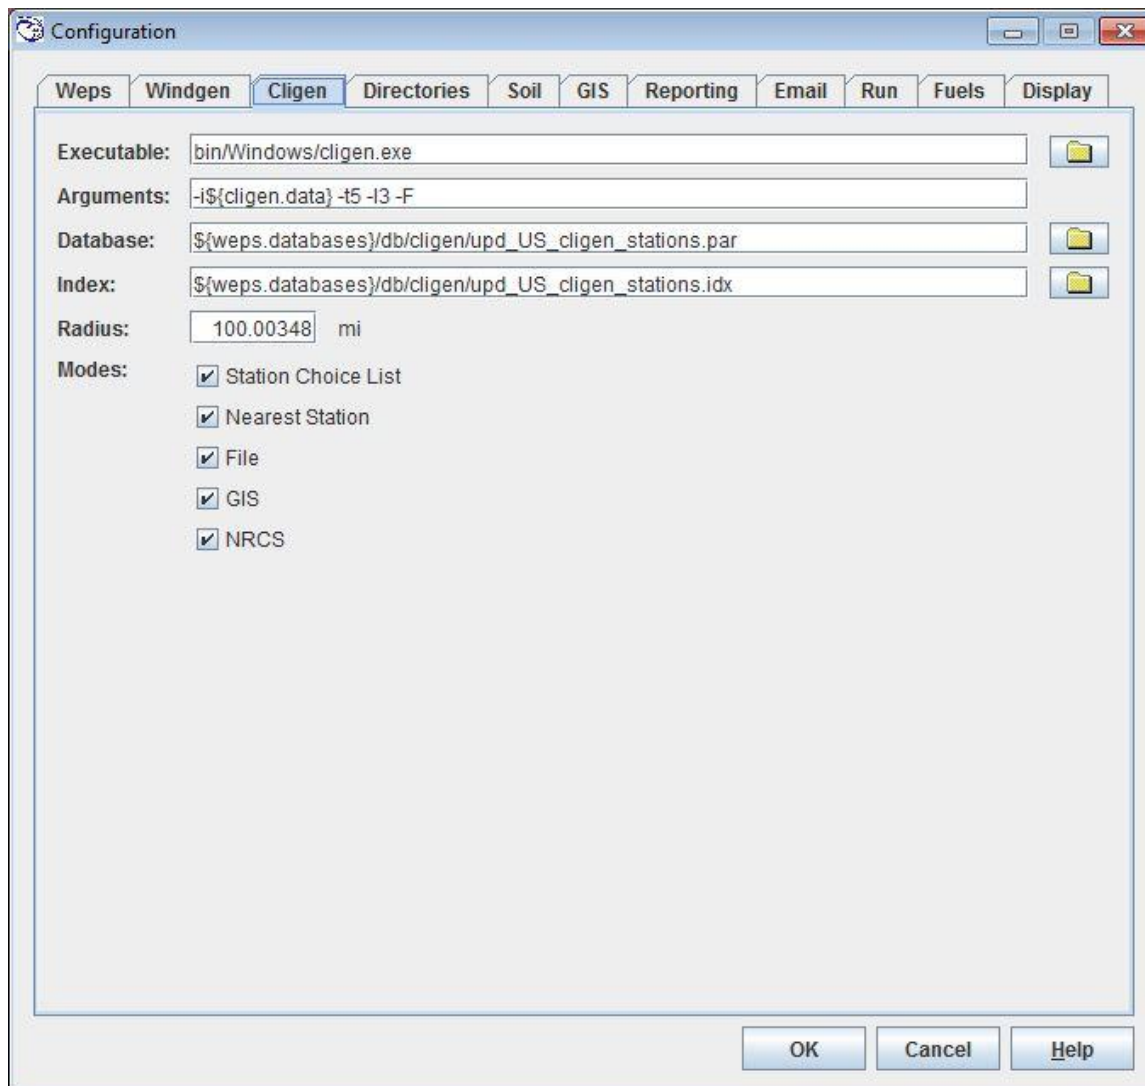 Configuration
Weps Windgen Cligen Directories Soil GIS Reporting Email Run Fuels Display
Executable: bin/Windows/cligen.exe
Arguments: -i${cligen.data} -t5 -I3 -F
Database: ${weps.databases}/db/cligen/upd_US_cligen_stations.par
Index: ${weps.databases}/db/cligen/upd_US_cligen_stations.idx
Radius: 100.00348 mi
Modes: Station Choice List
Nearest Station
File
GIS
NRCS
OK Cancel Help